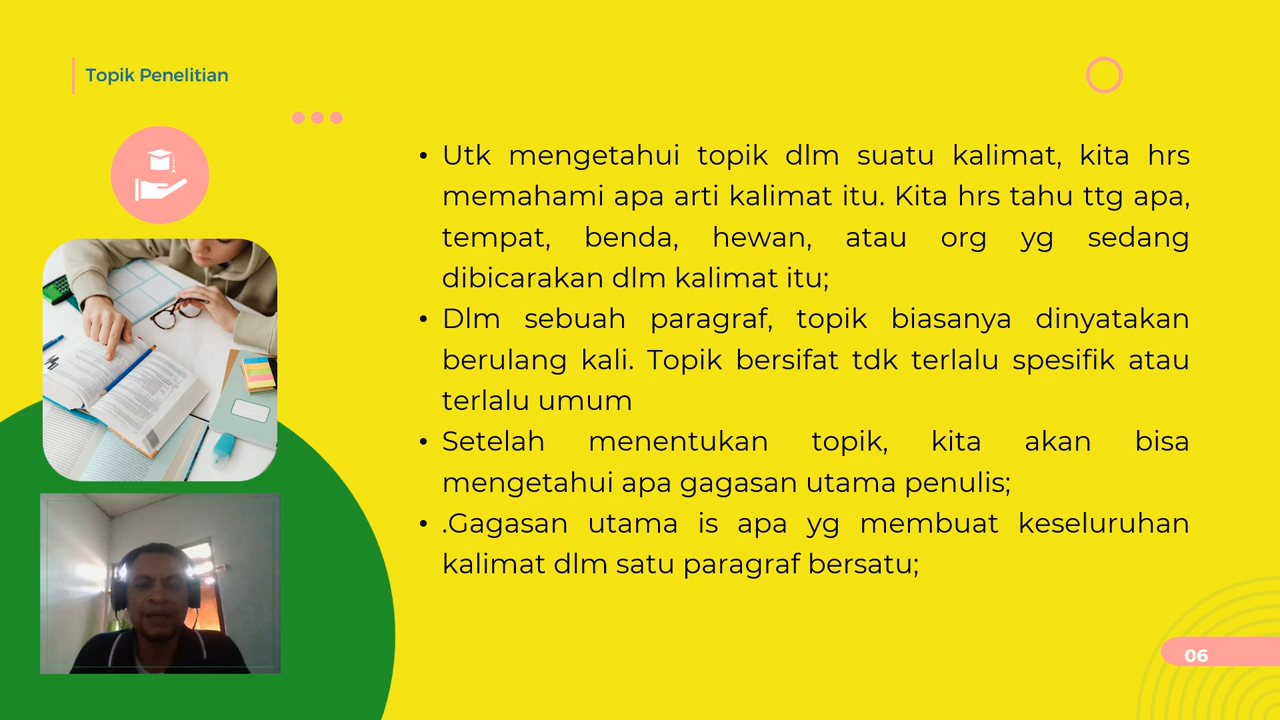 Topik Penelitian
• Utk mengetahui topik dlm suatu kalimat, kita hrs
memahami apa arti kalimat itu. Kita hrs tahu ttg apa,
tempat, benda, hewan, atau org yg sedang
dibicarakan dlm kalimat itu;
• Dlm sebuah paragraf, topik biasanya dinyatakan
berulang kali. Topik bersifat tdk terlalu spesifik atau
terlalu umum
• Setelah menentukan topik, kita akan bisa
mengetahui apa gagasan utama penulis;
• .Gagasan utama is apa yg membuat keseluruhan
kalimat dlm satu paragraf bersatu;
06